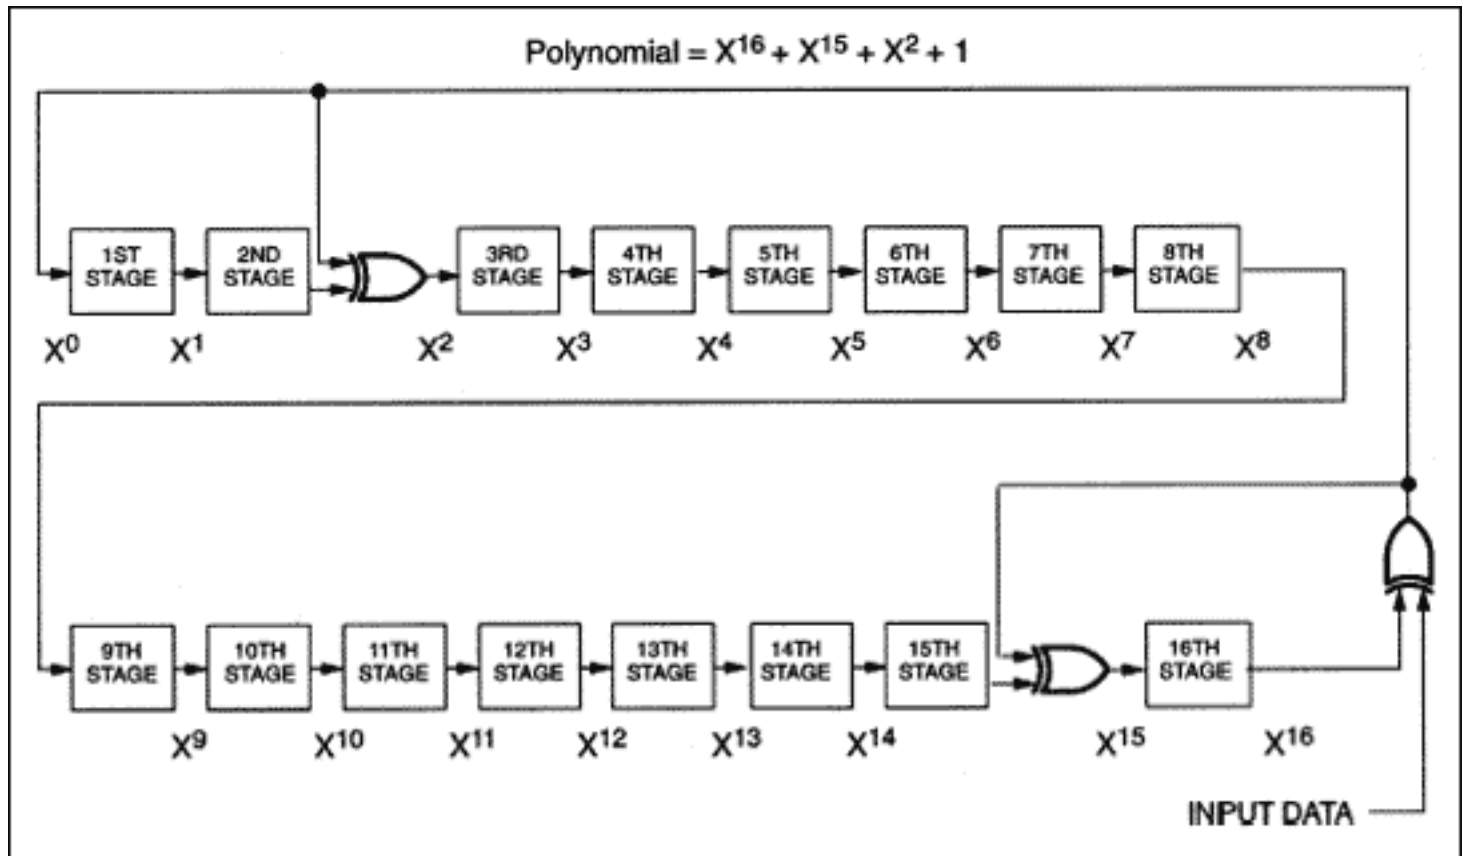 Polynomial = X¹⁶ + X¹⁵ + X² + 1
1ST
STAGE
2ND
STAGE
3RD
STAGE
4TH
STAGE
5TH
STAGE
6TH
STAGE
7TH
STAGE
8TH
STAGE
X⁰
X¹
X²
X³
X⁴
X⁵
X⁶
X⁷
X⁸
9TH
STAGE
10TH
STAGE
11TH
STAGE
12TH
STAGE
13TH
STAGE
14TH
STAGE
15TH
STAGE
16TH
STAGE
X⁹
X¹⁰
X¹¹
X¹²
X¹³
X¹⁴
X¹⁵
X¹⁶
INPUT DATA